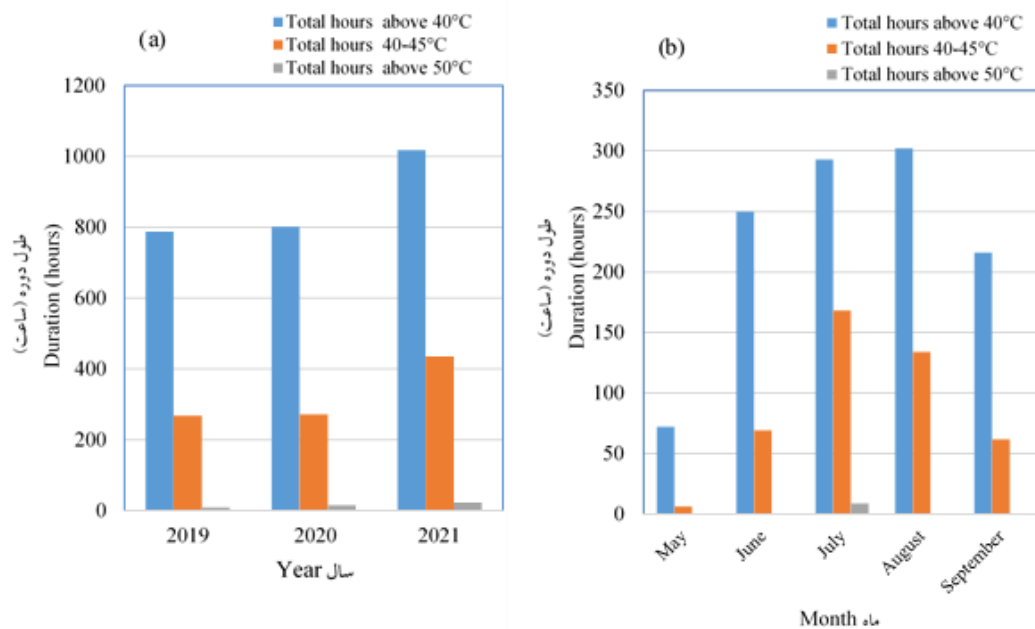 (a)
Total hours above 40°C
Total hours 40-45°C
Total hours above 50°C
1200
1000
800
600
400
200
0
طول دوره (ساعت)
Duration (hours)
2019
2020
2021
Year سال
(b)
Total hours above 40°C
Total hours 40-45°C
Total hours above 50°C
350
300
250
200
150
100
50
0
طول دوره (ساعت)
Duration (hours)
May
June
July
August
September
Month ماه